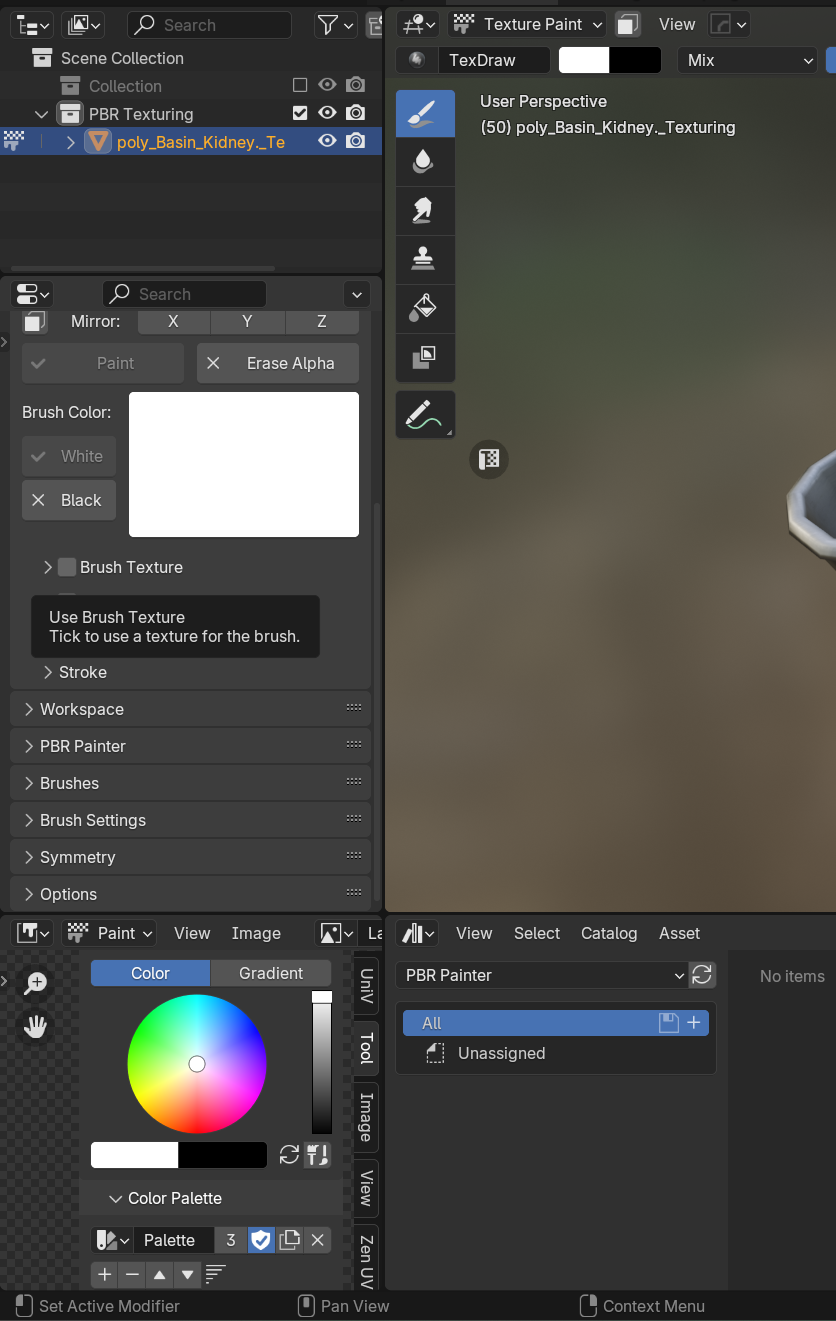 Search
Scene Collection
Collection
PBR Texturing
poly_Basin_Kidney._Te
Search
Mirror:
X
Y
Z
Paint
Erase Alpha
Brush Color:
White
Black
Brush Texture
Use Brush Texture
Tick to use a texture for the brush.
Stroke
Workspace
PBR Painter
Brushes
Brush Settings
Symmetry
Options
Texture Paint
View
TexDraw
Mix
User Perspective
(50) poly_Basin_Kidney._Texturing
Paint
View
Image
La
Color
Gradient
Color Palette
Palette
3
UniV
Tool
Image
View
Zen UV
View
Select
Catalog
Asset
PBR Painter
All
Unassigned
No items
Set Active Modifier
Pan View
Context Menu